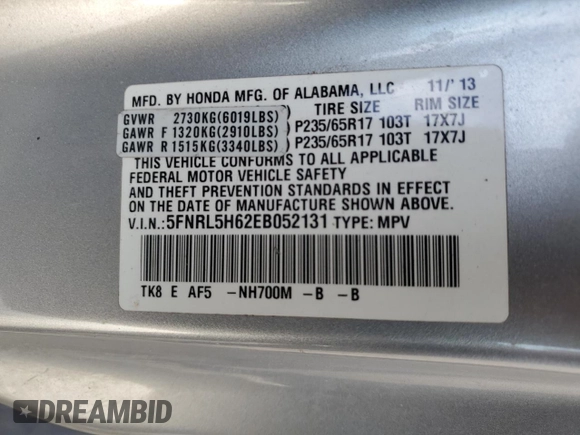 MFD. BY HONDA MFG. OF ALABAMA, LLC 11/'13
TIRE SIZE RIM SIZE
GVWR 2730KG(6019LBS)
GAWR F 1320KG(2910LBS) P235/65R17 103T 17X7J
GAWR R 1515KG(3340LBS) P235/65R17 103T 17X7J
THIS VEHICLE CONFORMS TO ALL APPLICABLE
FEDERAL MOTOR VEHICLE SAFETY
AND THEFT PREVENTION STANDARDS IN EFFECT
ON THE DATE OF MANUFACTURE SHOWN ABOVE.
V.I.N.:5FNRL5H62EB052131 TYPE: MPV
TK8 E AF5 -NH700M -B -B
DREAMBID